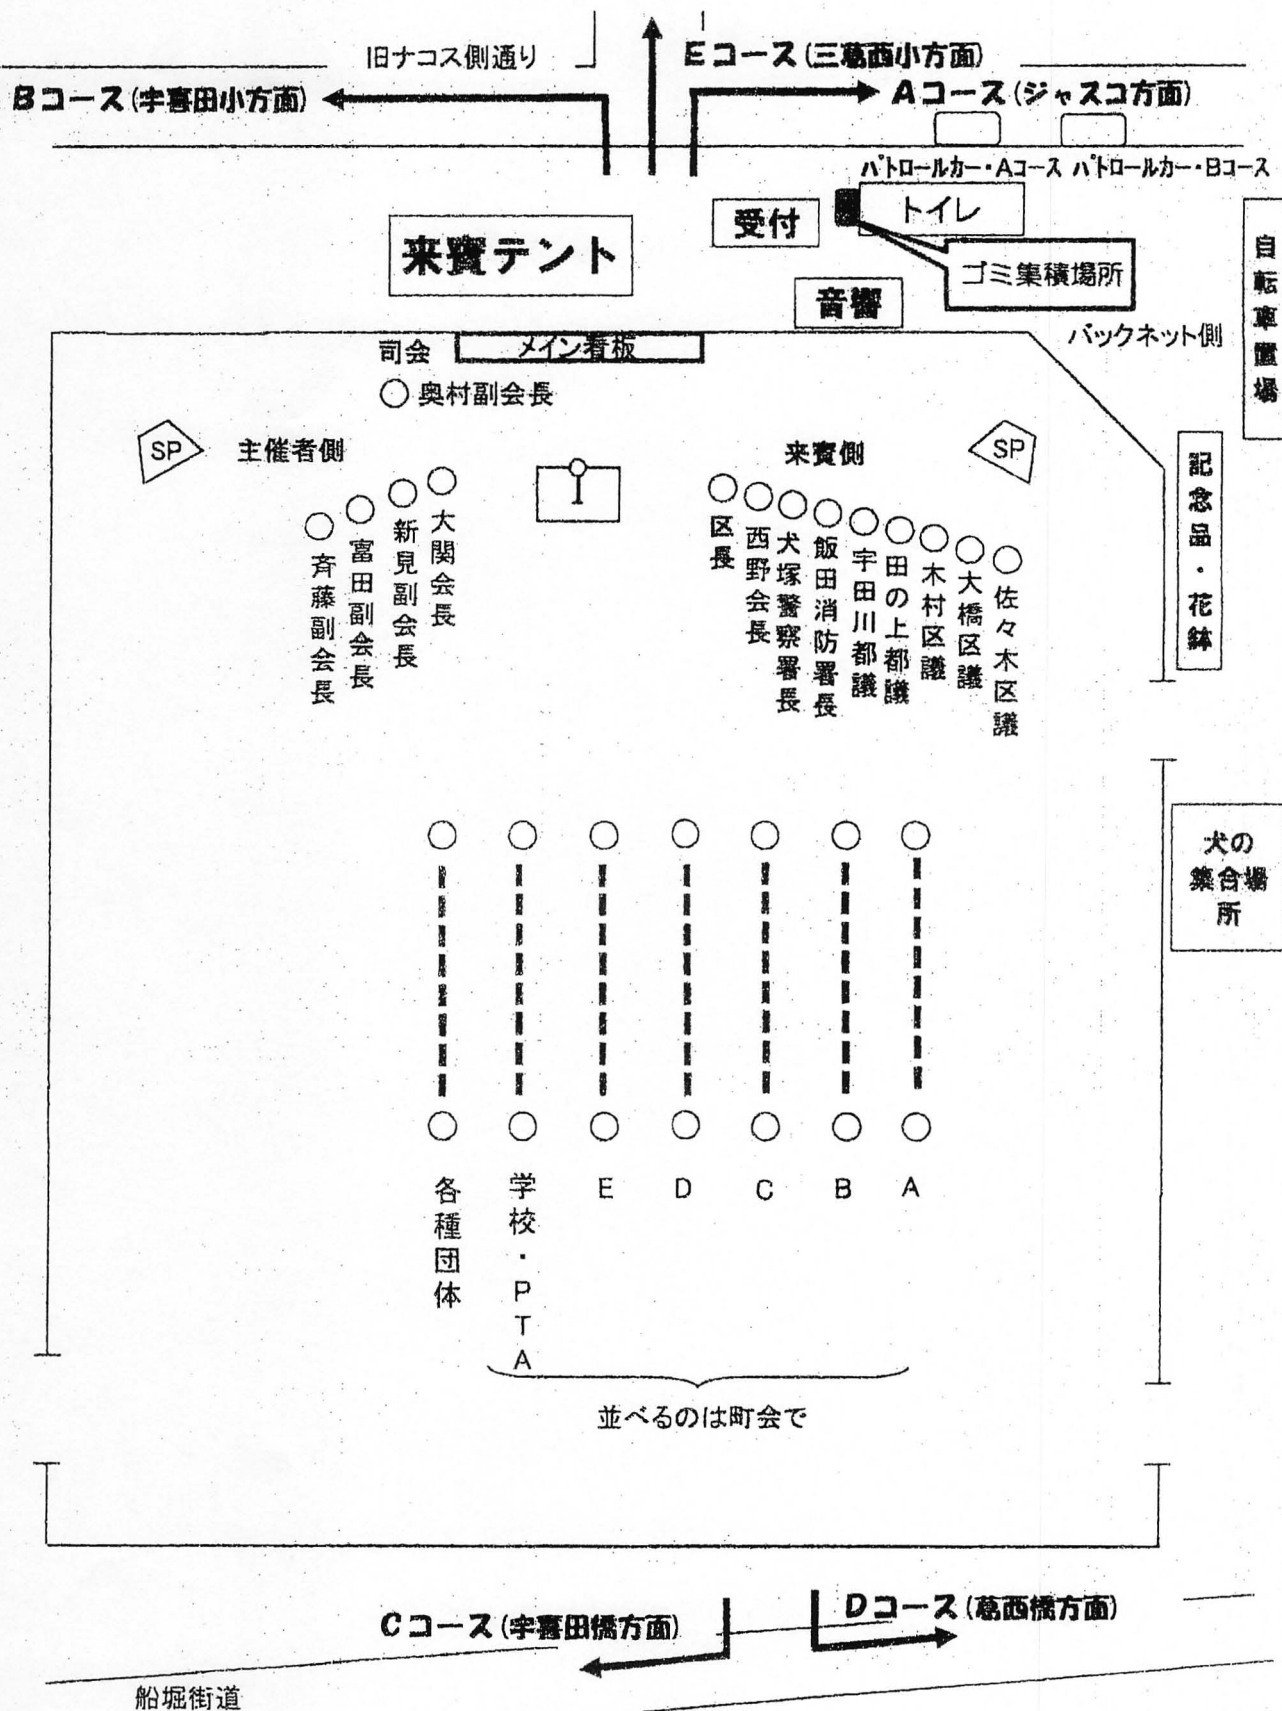 旧ナコス側通り
Eコース(三葛西小方面)
Bコース(宇喜田小方面)
Aコース(ジャスコ方面)
パトロールカー・Aコース
パトロールカー・Bコース
来賓テント
受付
トイレ
ゴミ集積場所
音響
自転車置場
バックネット側
司会
メイン看板
奥村副会長
SP
主催者側
来賓側
SP
記念品・花鉢
斉藤副会長
富田副会長
新見副会長
大関会長
区長
西野会長
犬塚警察署長
飯田消防署長
宇田川都議
田の上都議
木村区議
大橋区議
佐々木区議
犬の
集合場
所
各種団体
学校・PTA
E
D
C
B
A
並べるのは町会で
Cコース(宇喜田橋方面)
Dコース(葛西橋方面)
船堀街道